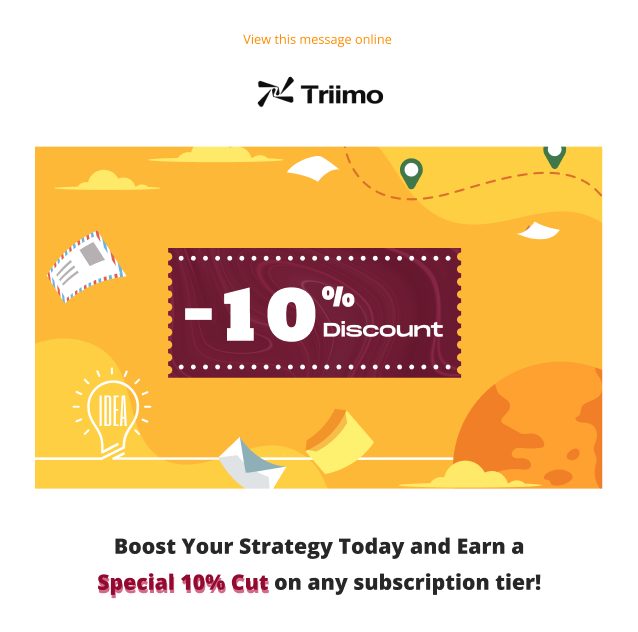 View this message online
Triimo
-10%
Discount
IDEA
Boost Your Strategy Today and Earn a
Special 10% Cut on any subscription tier!